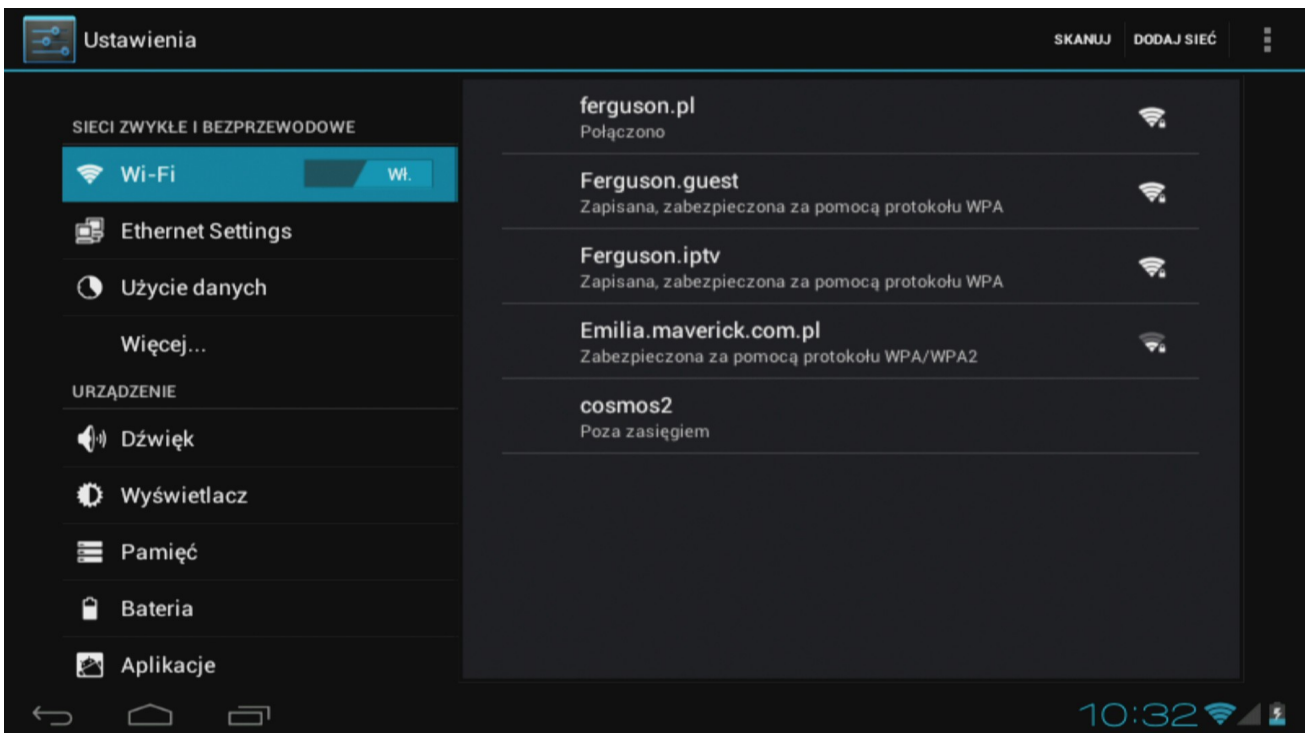 Ustawienia
SKANUJ
DODAJ SIEĆ
SIECI ZWYKŁE I BEZPRZEWODOWE
Wi-Fi
WŁ.
Ethernet Settings
Użycie danych
Więcej...
URZĄDZENIE
Dźwięk
Wyświetlacz
Pamięć
Bateria
Aplikacje
ferguson.pl
Połączono
Ferguson.guest
Zapisana, zabezpieczona za pomocą protokołu WPA
Ferguson.iptv
Zapisana, zabezpieczona za pomocą protokołu WPA
Emilia.maverick.com.pl
Zabezpieczona za pomocą protokołu WPA/WPA2
cosmos2
Poza zasięgiem
10:32